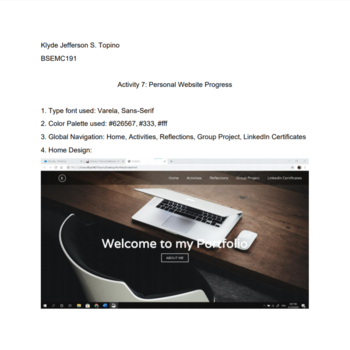 Klyde Jefferson S. Topino
BSEMC191
Activity 7: Personal Website Progress
1. Type font used: Varela, Sans-Serif
2. Color Palette used: #626567, #333, #fff
3. Global Navigation: Home, Activities, Reflections, Group Project, LinkedIn Certificates
4. Home Design:
Home Activities Reflections Group Project LinkedIn Certificates
Welcome to my Portfolio
ABOUT ME